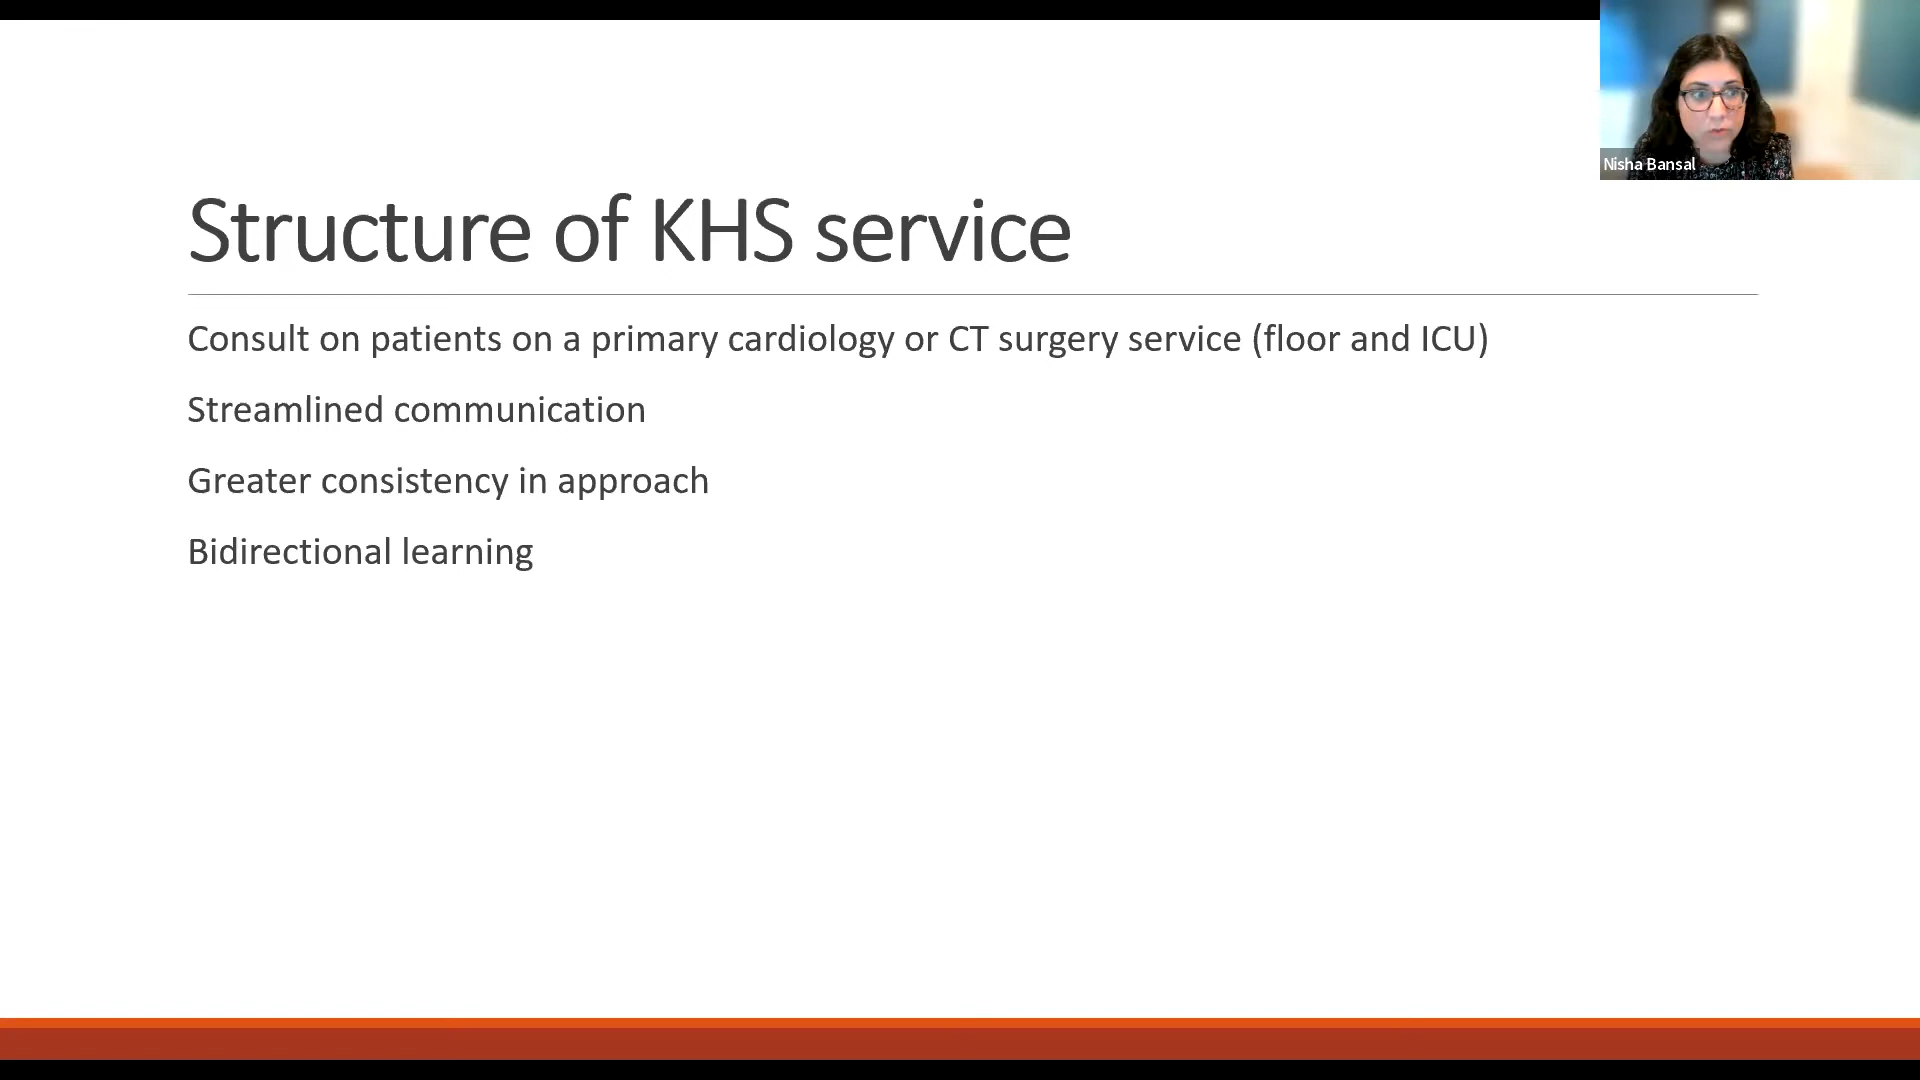 Nisha Bansal
Structure of KHS service
Consult on patients on a primary cardiology or CT surgery service (floor and ICU)
Streamlined communication
Greater consistency in approach
Bidirectional learning